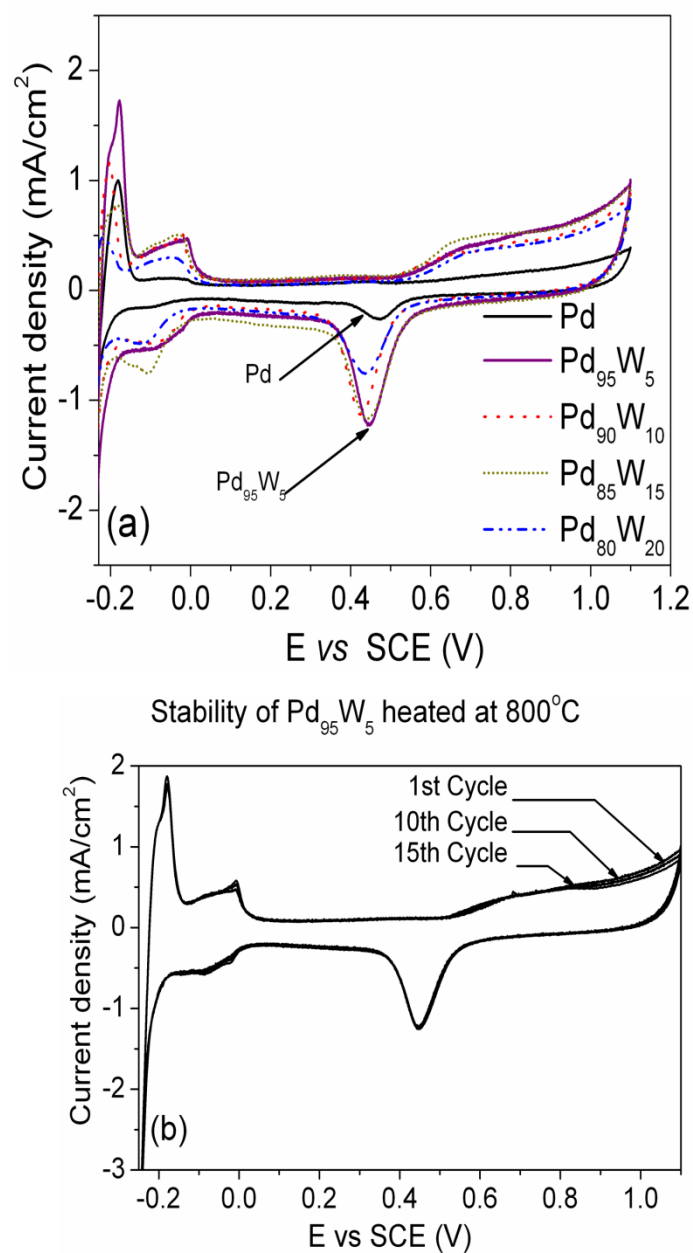 2
1
0
-1
-2
Current density (mA/cm²)
Pd
Pd₉₅W₅
(a)
Pd
Pd₉₅W₅
Pd₉₀W₁₀
Pd₈₅W₁₅
Pd₈₀W₂₀
-0.2 0.0 0.2 0.4 0.6 0.8 1.0 1.2
E vs SCE (V)
Stability of Pd₉₅W₅ heated at 800°C
2
1
0
-1
-2
-3
Current density (mA/cm²)
1st Cycle
10th Cycle
15th Cycle
(b)
-0.2 0.0 0.2 0.4 0.6 0.8 1.0
E vs SCE (V)